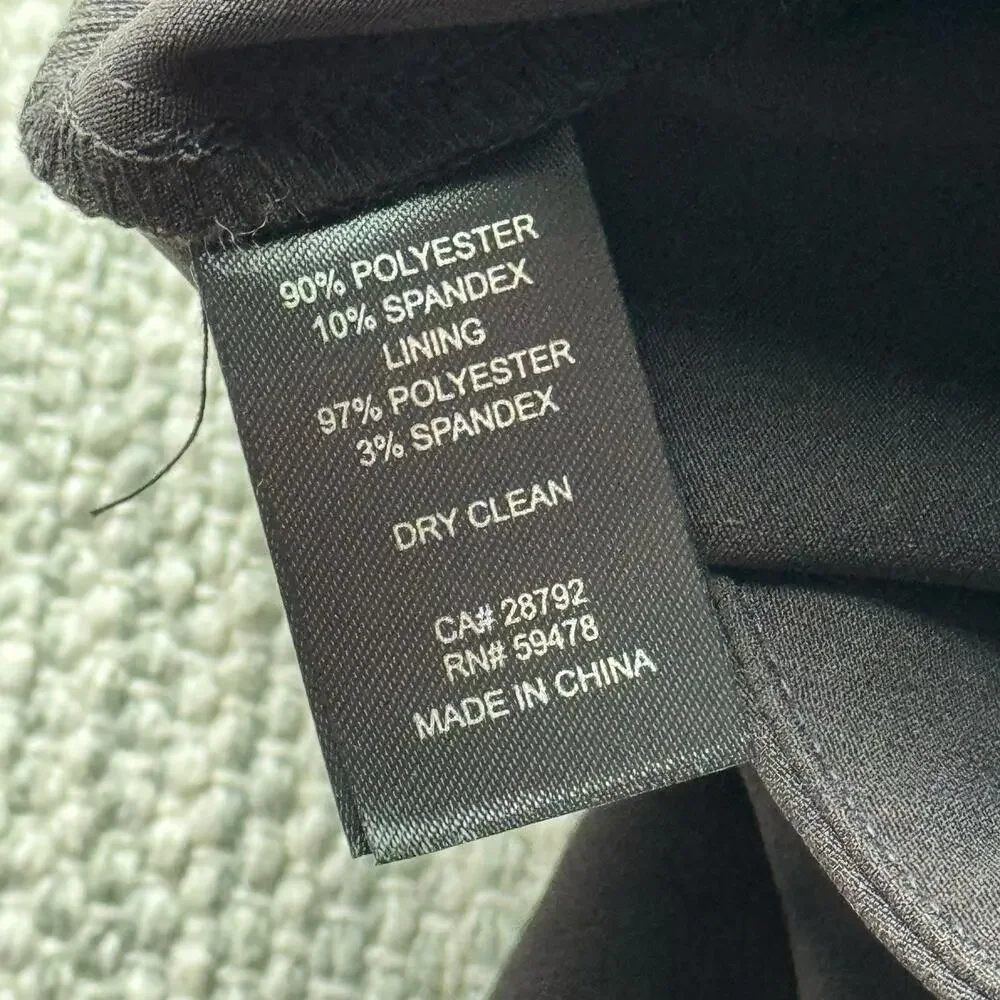 90% POLYESTER
10% SPANDEX
LINING
97% POLYESTER
3% SPANDEX
DRY CLEAN
CA# 28792
RN# 59478
MADE IN CHINA